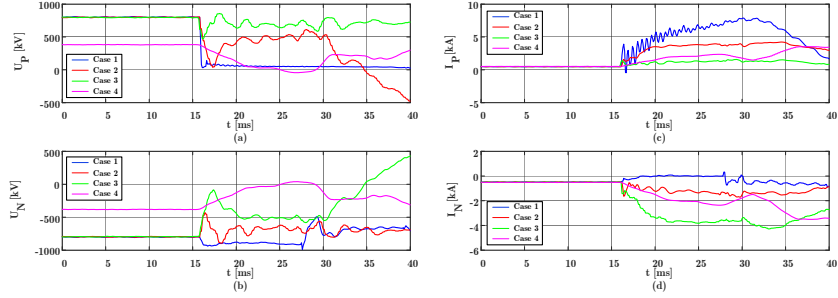 1000
500
0
-500
U_P [kV]
Case 1
Case 2
Case 3
Case 4
0 5 10 15 20 25 30 35 40
t [ms]
(a)
10
5
0
-5
I_P [kA]
Case 1
Case 2
Case 3
Case 4
0 5 10 15 20 25 30 35 40
t [ms]
(c)
500
0
-500
-1000
U_N [kV]
Case 1
Case 2
Case 3
Case 4
0 5 10 15 20 25 30 35 40
t [ms]
(b)
2
0
-2
-4
-6
I_N [kA]
Case 1
Case 2
Case 3
Case 4
0 5 10 15 20 25 30 35 40
t [ms]
(d)